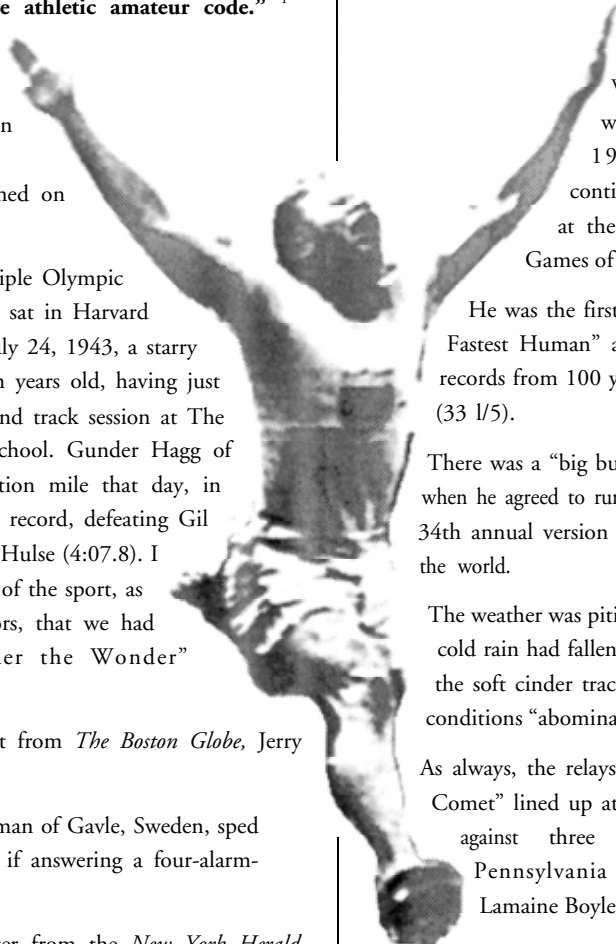 e athletic amateur code.”
n
ned on
iple Olympic
sat in Harvard
ly 24, 1943, a starry
n years old, having just
nd track session at The
chool. Gunder Hagg of
tion mile that day, in
record, defeating Gil
Hulse (4:07.8). I
of the sport, as
ors, that we had
er the Wonder”
t from The Boston Globe, Jerry
man of Gavle, Sweden, sped
if answering a four-alarm-
er from the New York Herald
w
19
conti
at the
Games of
He was the first
Fastest Human” a
records from 100 y
(33 l/5).
There was a “big bu
when he agreed to run
34th annual version
the world.
The weather was piti
cold rain had fallen
the soft cinder trac
conditions “abomina
As always, the relays
Comet” lined up at
against three
Pennsylvania
Lamaine Boyle